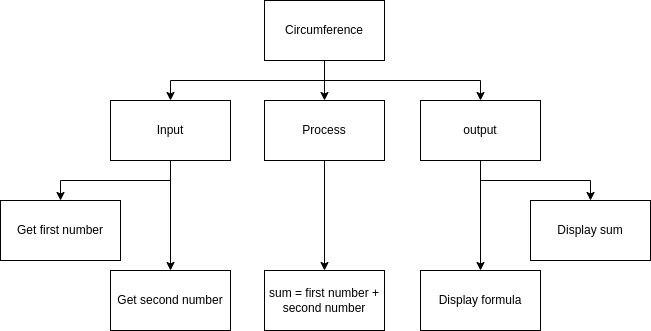 Circumference
Input
Process
output
Get first number
Display sum
Get second number
sum = first number +
second number
Display formula